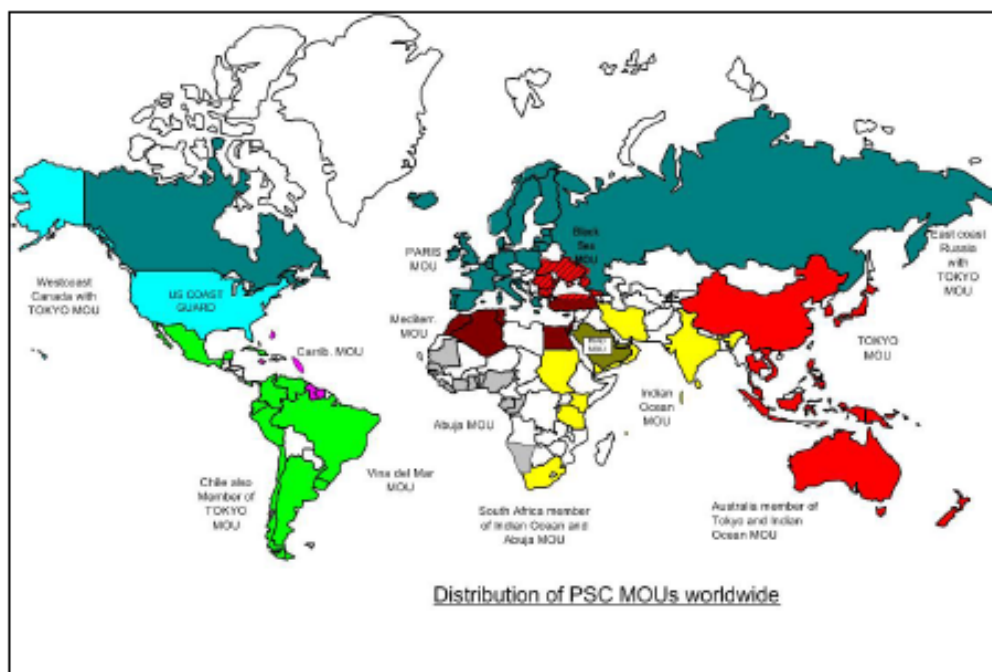 Black
Sea
MOU
East coast
Russia
with
TOKYO
MOU
PARIS
MOU
Westcoast
Canada with
TOKYO MOU
US COAST
GUARD
Mediterr.
MOU
Carrib. MOU
TOKYO
MOU
Indian
Ocean
MOU
Abuja MOU
Vina del Mar
MOU
Chile also
Member of
TOKYO
MOU
South Africa member
of Indian Ocean and
Abuja MOU
Australia member of
Tokyo and Indian
Ocean MOU
Distribution of PSC MOUs worldwide